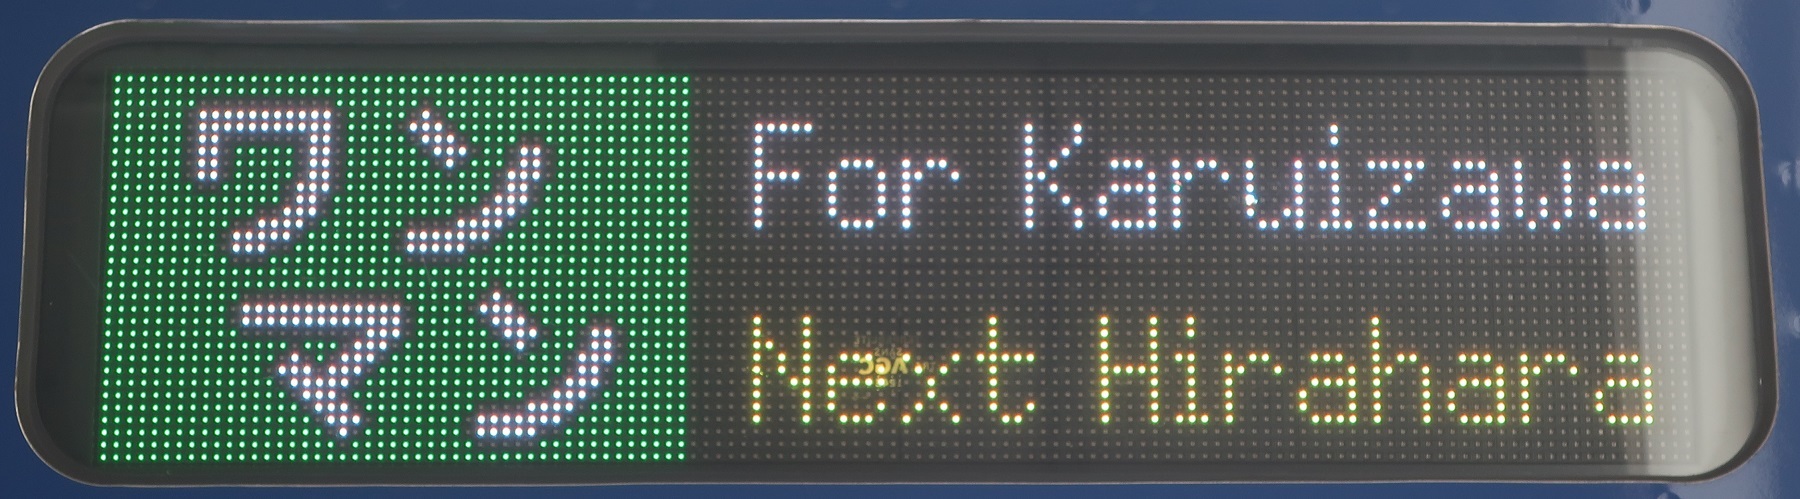 ワン
マン
For Karuizawa
Next Hirahara